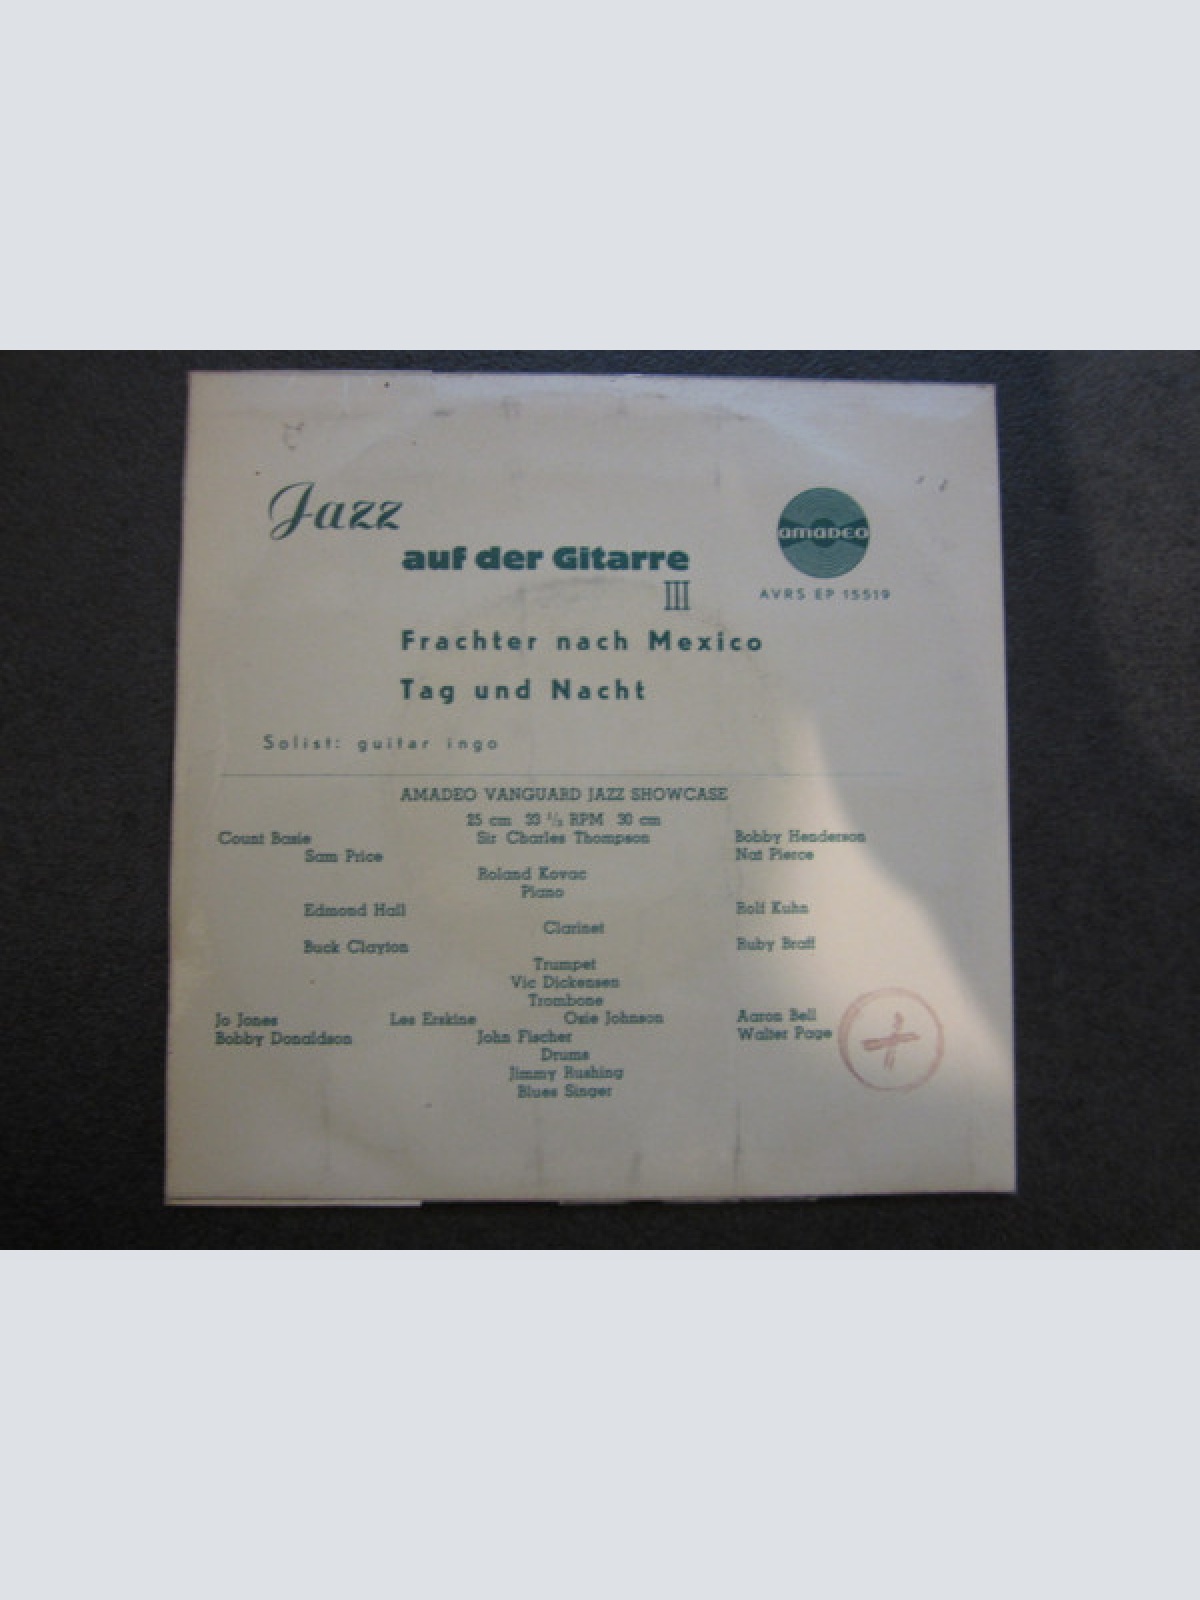 Jazz
auf der Gitarre
III
amadeo
AVRS EP 15519
Frachter nach Mexico
Tag und Nacht
Solist: guitar ingo
AMADEO VANGUARD JAZZ SHOWCASE
25 cm 33 1/3 RPM 30 cm
Count Basie Sir Charles Thompson Bobby Henderson
Sam Price Nat Pierce
Roland Kovac
Piano
Edmond Hall Rolf Kuhn
Clarinet
Buck Clayton Ruby Braff
Trumpet
Vic Dickensen
Trombone
Jo Jones Les Erskine Osie Johnson Aaron Bell
Bobby Donaldson John Fischer Walter Page
Drums
Jimmy Rushing
Blues Singer